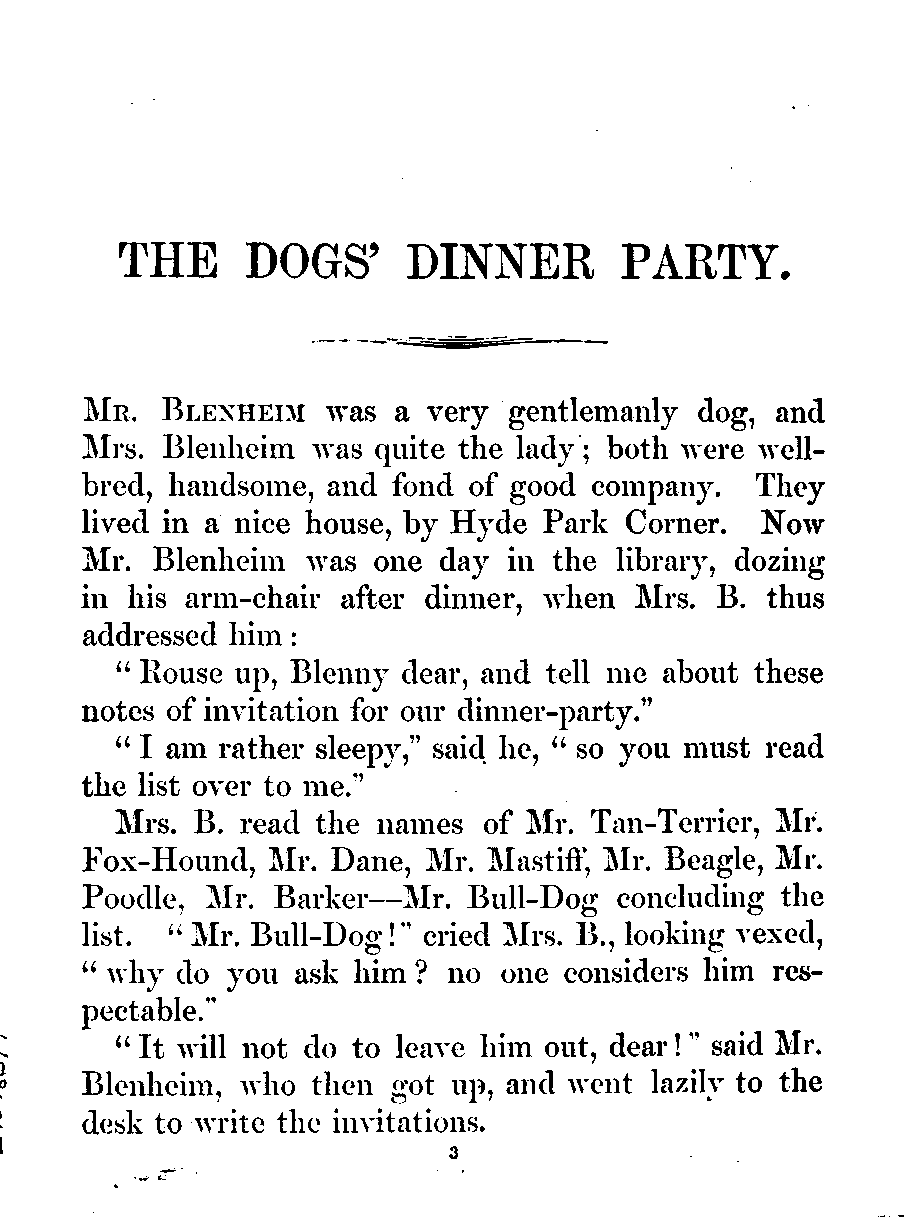 THE DOGS' DINNER PARTY.
MR. BLENHEIM was a very gentlemanly dog, and
Mrs. Blenheim was quite the lady; both were well-
bred, handsome, and fond of good company. They
lived in a nice house, by Hyde Park Corner. Now
Mr. Blenheim was one day in the library, dozing
in his arm-chair after dinner, when Mrs. B. thus
addressed him :
“ Rouse up, Blenny dear, and tell me about these
notes of invitation for our dinner-party.”
“ I am rather sleepy,” said he, “ so you must read
the list over to me.”
Mrs. B. read the names of Mr. Tan-Terrier, Mr.
Fox-Hound, Mr. Dane, Mr. Mastiff, Mr. Beagle, Mr.
Poodle, Mr. Barker—Mr. Bull-Dog concluding the
list. “ Mr. Bull-Dog!” cried Mrs. B., looking vexed,
“ why do you ask him? no one considers him res-
pectable.”
“ It will not do to leave him out, dear!” said Mr.
Blenheim, who then got up, and went lazily to the
desk to write the invitations.
3